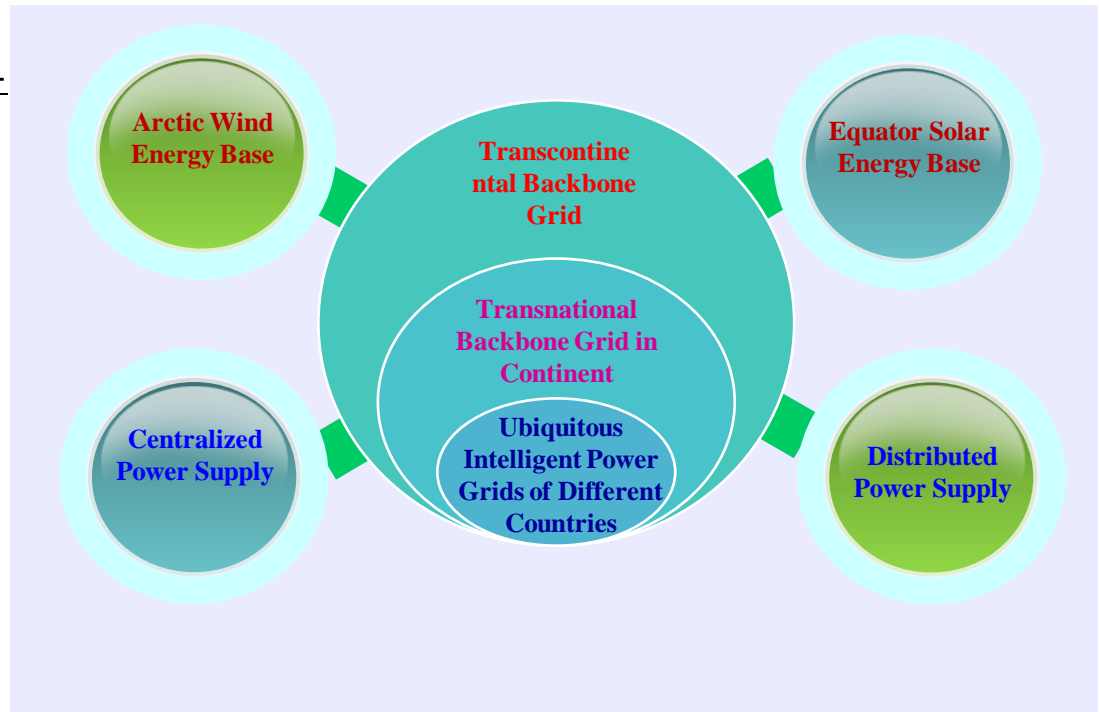 Arctic Wind
Energy Base
Equator Solar
Energy Base
Transcontine
ntal Backbone
Grid
Transnational
Backbone Grid in
Continent
Centralized
Power Supply
Ubiquitous
Intelligent Power
Grids of Different
Countries
Distributed
Power Supply